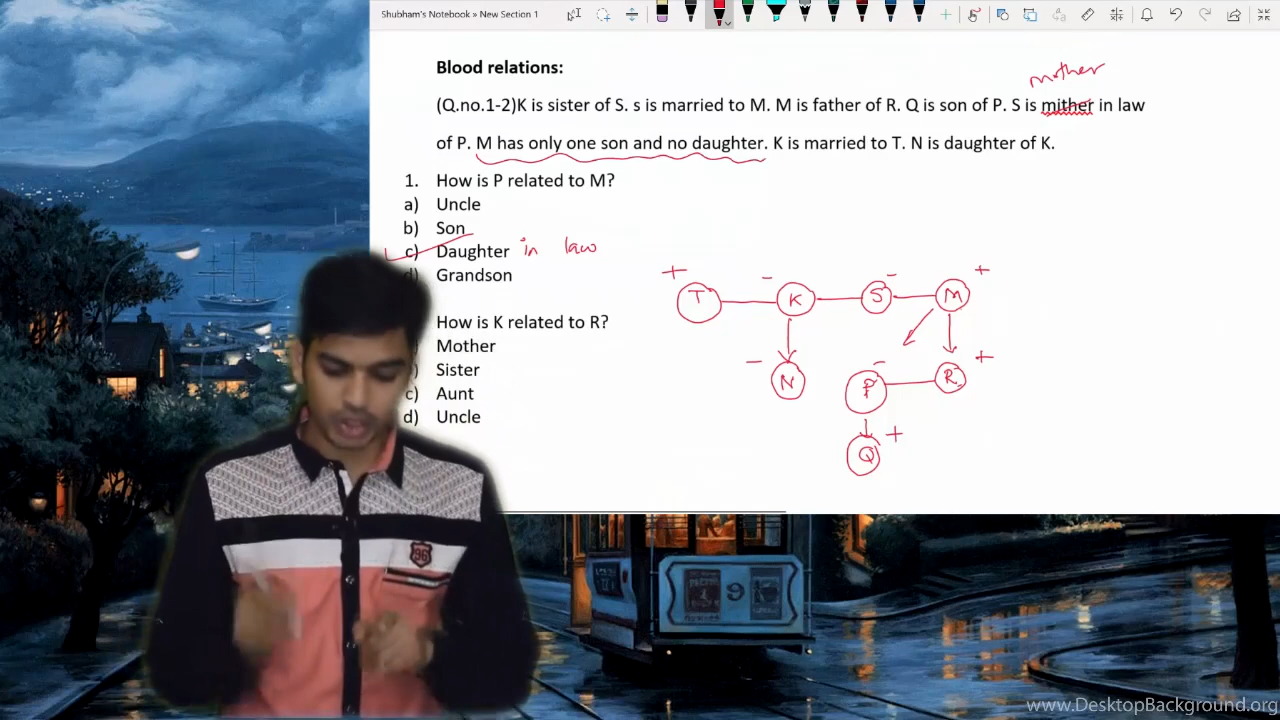 Shubham's Notebook » New Section 1
Blood relations:
mother
(Q.no.1-2)K is sister of S. s is married to M. M is father of R. Q is son of P. S is mither in law
of P. M has only one son and no daughter. K is married to T. N is daughter of K.
1. How is P related to M?
a) Uncle
b) Son
c) Daughter in law
d) Grandson
How is K related to R?
Mother
Sister
c) Aunt
d) Uncle
+ - - +
T K S M
- - +
N P R
+
Q
96
9
www.DesktopBackground.org